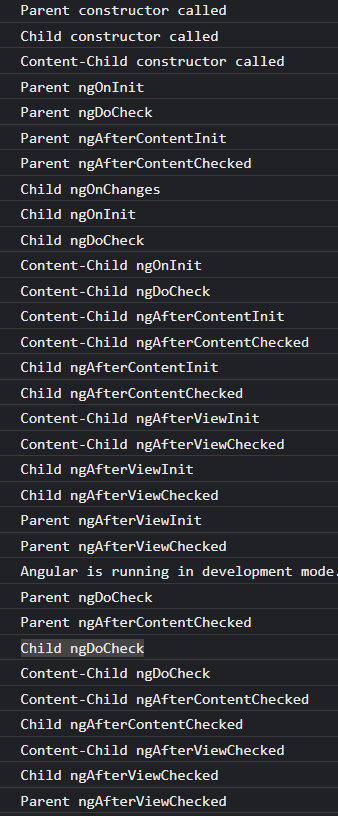 Parent constructor called
Child constructor called
Content-Child constructor called
Parent ngOnInit
Parent ngDoCheck
Parent ngAfterContentInit
Parent ngAfterContentChecked
Child ngOnChanges
Child ngOnInit
Child ngDoCheck
Content-Child ngOnInit
Content-Child ngDoCheck
Content-Child ngAfterContentInit
Content-Child ngAfterContentChecked
Child ngAfterContentInit
Child ngAfterContentChecked
Content-Child ngAfterViewInit
Content-Child ngAfterViewChecked
Child ngAfterViewInit
Child ngAfterViewChecked
Parent ngAfterViewInit
Parent ngAfterViewChecked
Angular is running in development mode.
Parent ngDoCheck
Parent ngAfterContentChecked
Child ngDoCheck
Content-Child ngDoCheck
Content-Child ngAfterContentChecked
Child ngAfterContentChecked
Content-Child ngAfterViewChecked
Child ngAfterViewChecked
Parent ngAfterViewChecked